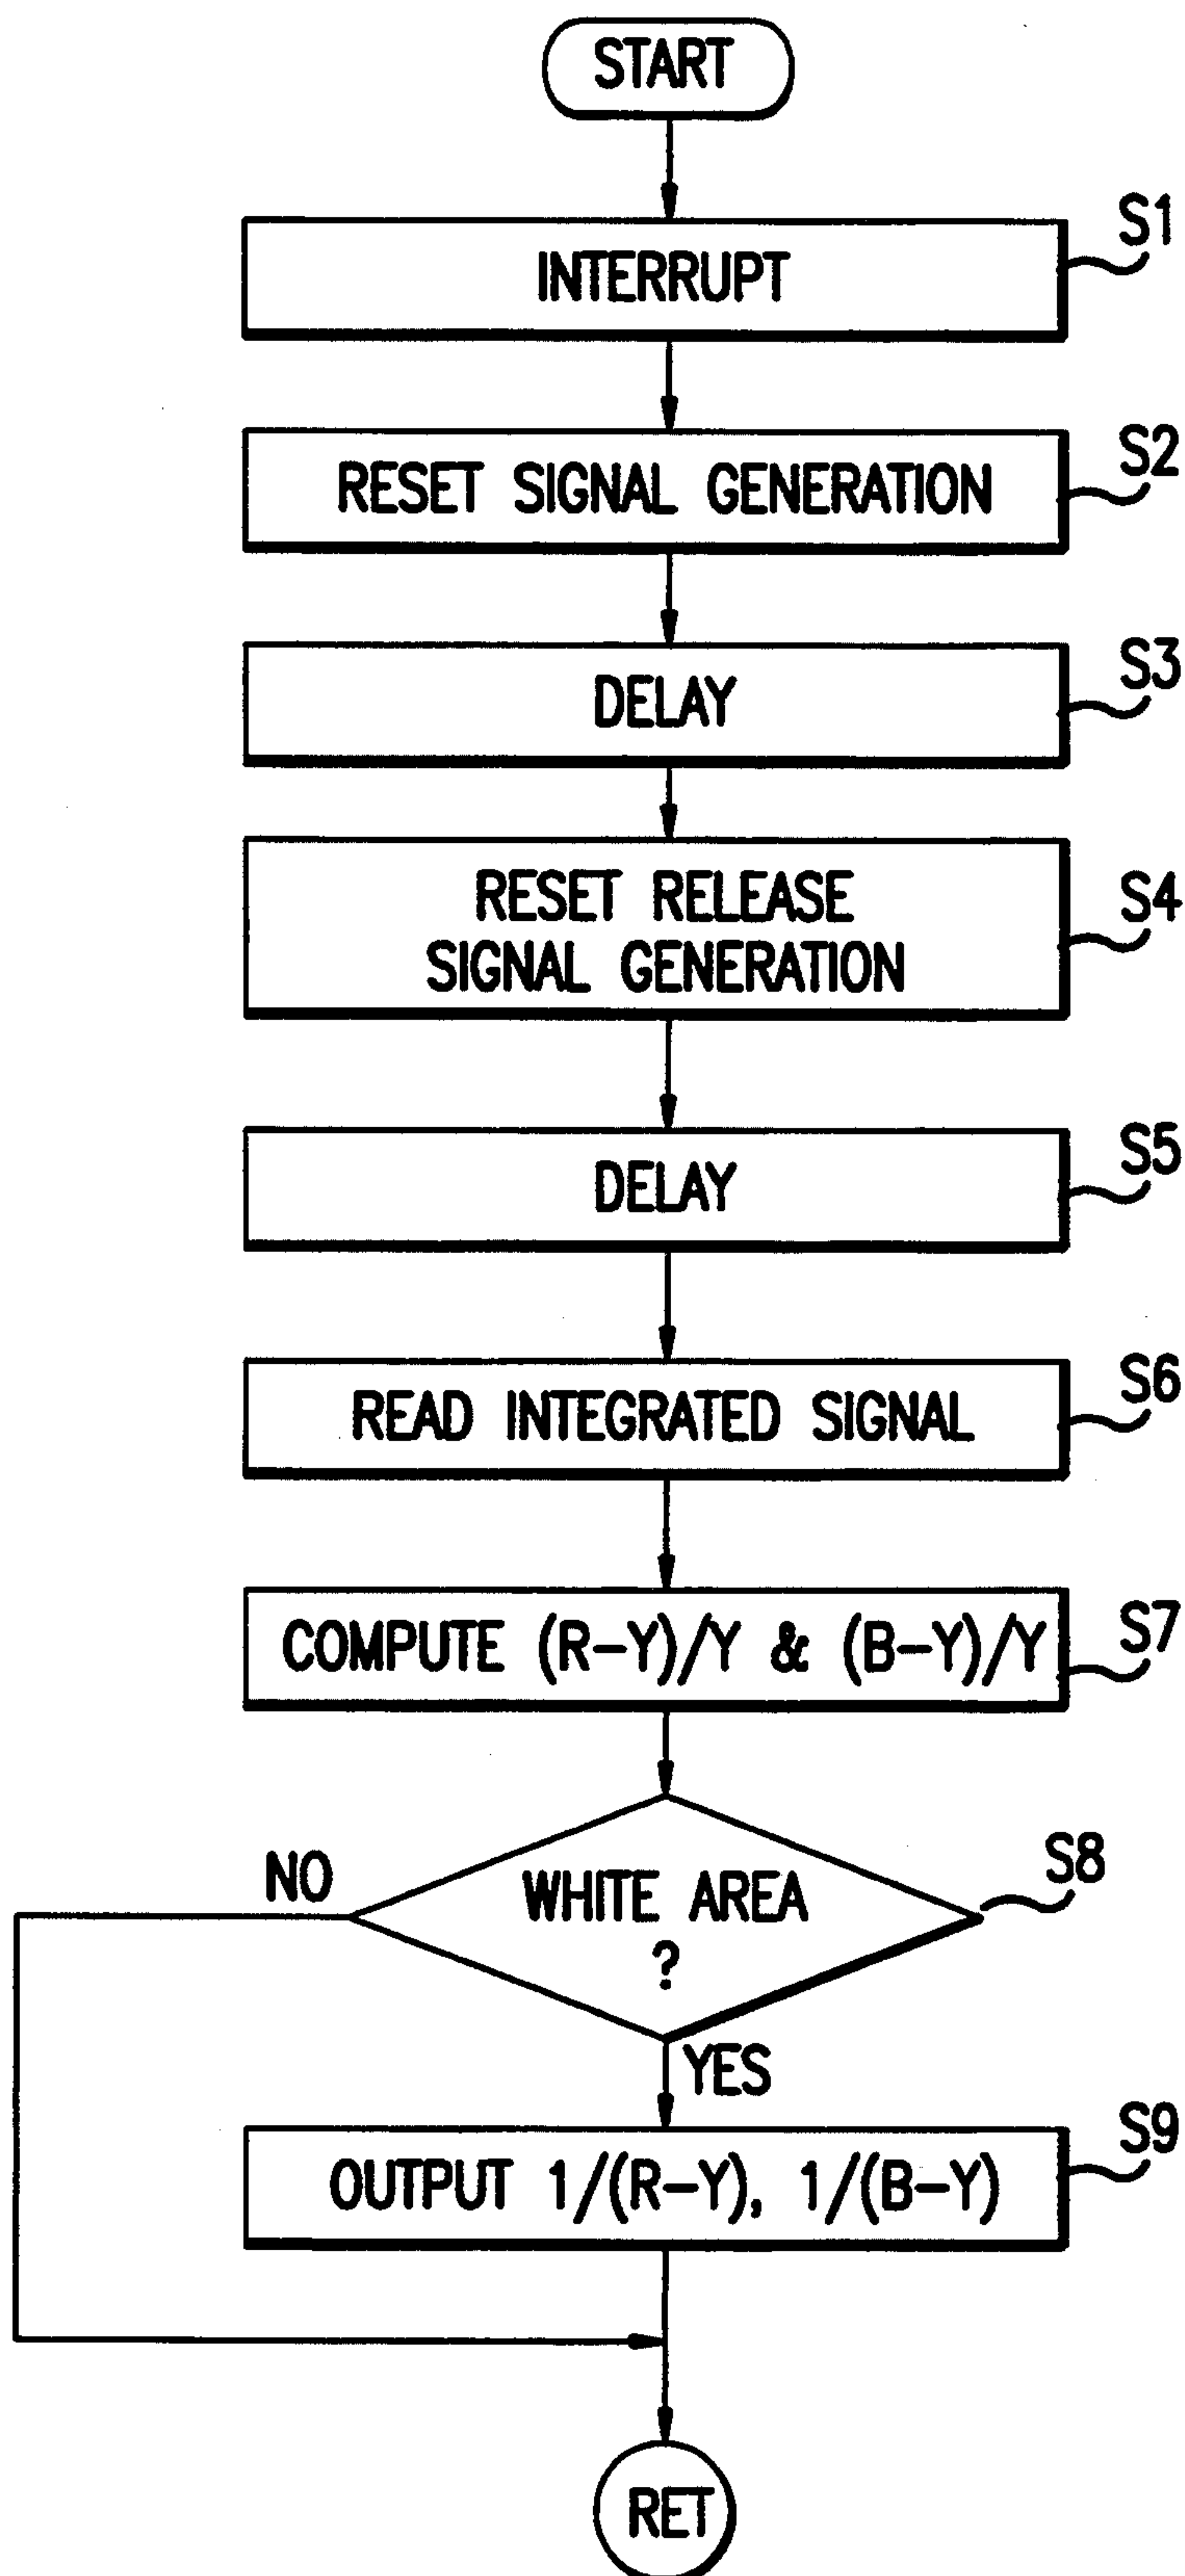 START
INTERRUPT
S1
RESET SIGNAL GENERATION
S2
DELAY
S3
RESET RELEASE
SIGNAL GENERATION
S4
DELAY
S5
READ INTEGRATED SIGNAL
S6
COMPUTE (R-Y)/Y & (B-Y)/Y
S7
NO
WHITE AREA
?
S8
YES
OUTPUT 1/(R-Y), 1/(B-Y)
S9
RET